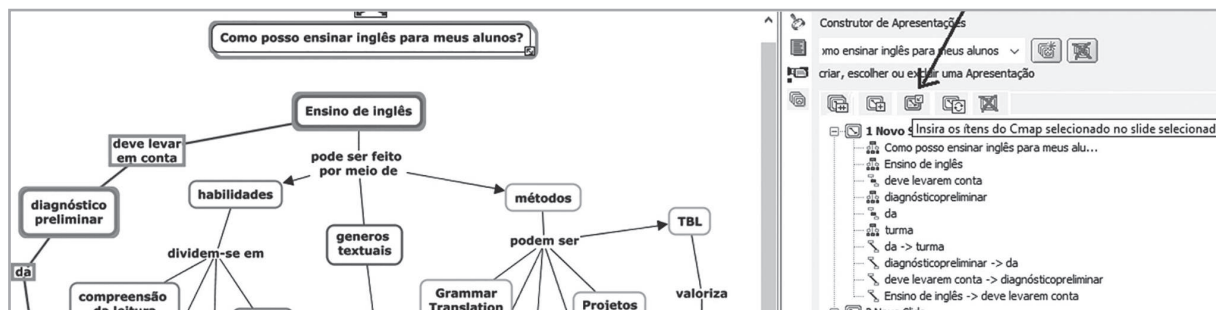 Como posso ensinar inglês para meus alunos?
Ensino de inglês
deve levar
em conta
pode ser feito
por meio de
diagnóstico
preliminar
habilidades
métodos
generos
textuais
TBL
dividem-se em
podem ser
da
compreensão
da leitura
Grammar
Translation
Projetos
valoriza
Construtor de Apresentações
omo ensinar inglês para meus alunos
criar, escolher ou excluir uma Apresentação
1 Novo S
Insira os ítens do Cmap selecionado no slide selecionad
Como posso ensinar inglês para meus alu...
Ensino de inglês
deve levarem conta
diagnósticopreliminar
da
turma
da -> turma
diagnósticopreliminar -> da
deve levarem conta -> diagnósticopreliminar
Ensino de inglês -> deve levarem conta